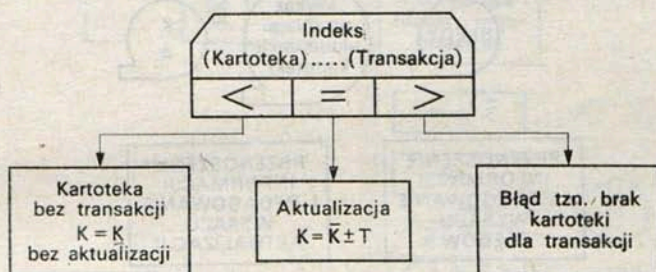 Indeks
(Kartoteka).....(Transakcja)
< = >
Kartoteka
bez transakcji
K = K̲
bez aktualizacji
Aktualizacja
K = K̅ ± T
Błąd tzn. brak
kartoteki
dla transakcji